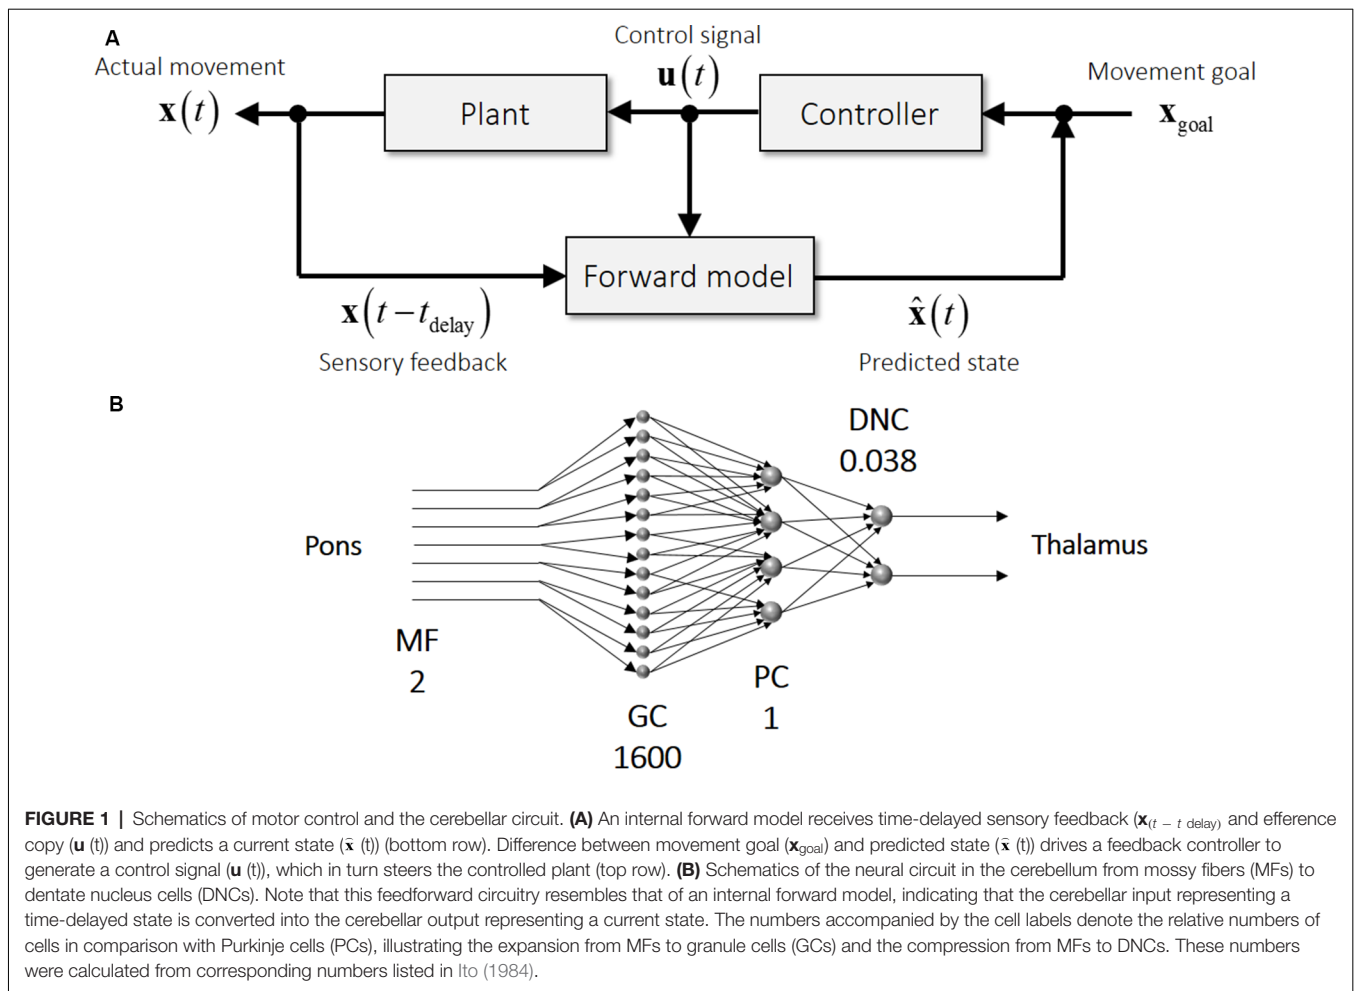 A
Control signal
Actual movement
u(t)
Movement goal
x(t)
Plant
Controller
x_goal
Forward model
x(t − t_delay)
x̂(t)
Sensory feedback
Predicted state
B
DNC
0.038
Pons
Thalamus
MF
2
PC
1
GC
1600
FIGURE 1 | Schematics of motor control and the cerebellar circuit. (A) An internal forward model receives time-delayed sensory feedback (x(t − t delay) and efference
copy (u (t)) and predicts a current state (x̂ (t)) (bottom row). Difference between movement goal (xgoal) and predicted state (x̂ (t)) drives a feedback controller to
generate a control signal (u (t)), which in turn steers the controlled plant (top row). (B) Schematics of the neural circuit in the cerebellum from mossy fibers (MFs) to
dentate nucleus cells (DNCs). Note that this feedforward circuitry resembles that of an internal forward model, indicating that the cerebellar input representing a
time-delayed state is converted into the cerebellar output representing a current state. The numbers accompanied by the cell labels denote the relative numbers of
cells in comparison with Purkinje cells (PCs), illustrating the expansion from MFs to granule cells (GCs) and the compression from MFs to DNCs. These numbers
were calculated from corresponding numbers listed in Ito (1984).